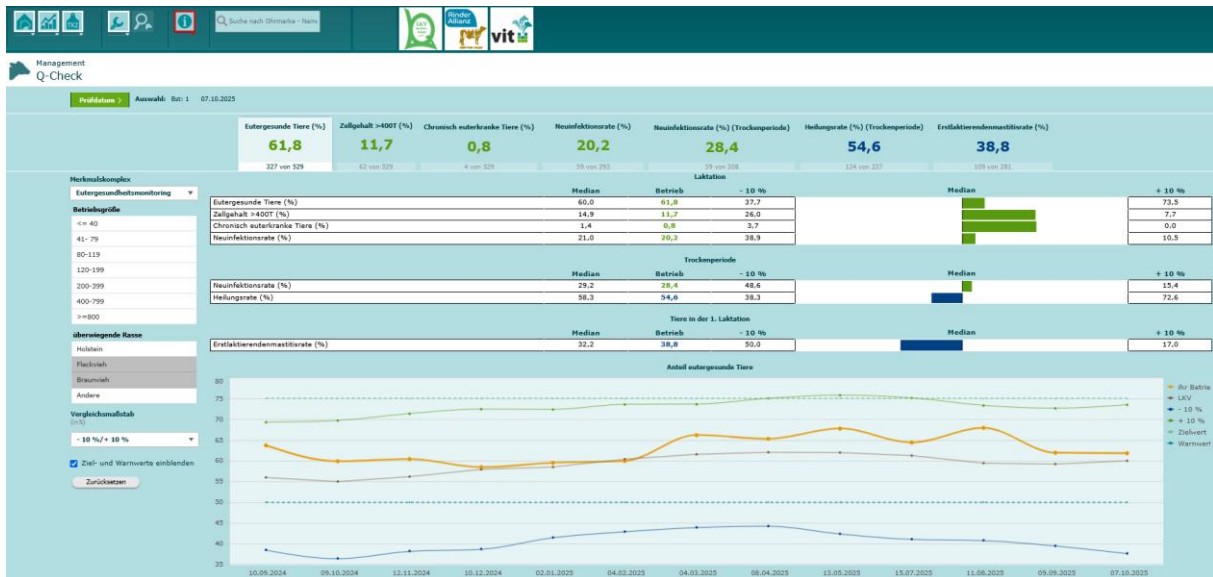 TKZ
Suche nach Ohrmarke - Name
LKV
Rinder Allianz
vit
Management
Q-Check
Prüfdatum > Auswahl: Bst: 1 07.10.2025
Eutergesunde Tiere (%) Zellgehalt >400T (%) Chronisch euterkranke Tiere (%) Neuinfektionsrate (%) Neuinfektionsrate (%) (Trockenperiode) Heilungsrate (%) (Trockenperiode) Erstlaktierendenmastitisrate (%)
61,8 11,7 0,8 20,2 28,4 54,6 38,8
327 von 529 62 von 529 4 von 529 59 von 292 59 von 208 124 von 227 109 von 281
Merkmalskomplex
Eutergesundheitsmonitoring
Betriebsgröße
<= 40
41- 79
80-119
120-199
200-399
400-799
>=800
überwiegende Rasse
Holstein
Fleckvieh
Braunvieh
Andere
Vergleichsmaßstab
(n%)
- 10 %/+ 10 %
Ziel- und Warnwerte einblenden
Zurücksetzen
Laktation
Median Betrieb - 10 % Median + 10 %
Eutergesunde Tiere (%) 60,0 61,8 37,7 73,5
Zellgehalt >400T (%) 14,9 11,7 26,0 7,7
Chronisch euterkranke Tiere (%) 1,4 0,8 3,7 0,0
Neuinfektionsrate (%) 21,0 20,2 38,9 10,5
Trockenperiode
Median Betrieb - 10 % Median + 10 %
Neuinfektionsrate (%) 29,2 28,4 48,6 15,4
Heilungsrate (%) 58,3 54,6 38,3 72,6
Tiere in der 1. Laktation
Median Betrieb - 10 % Median + 10 %
Erstlaktierendenmastitisrate (%) 32,2 38,8 50,0 17,0
Anteil eutergesunde Tiere
80
75
70
65
60
55
50
45
40
35
10.09.2024 09.10.2024 12.11.2024 10.12.2024 02.01.2025 04.02.2025 04.03.2025 08.04.2025 13.05.2025 15.07.2025 11.08.2025 09.09.2025 07.10.2025
ihr Betrie
LKV
- 10 %
+ 10 %
Zielwert
Warnwert